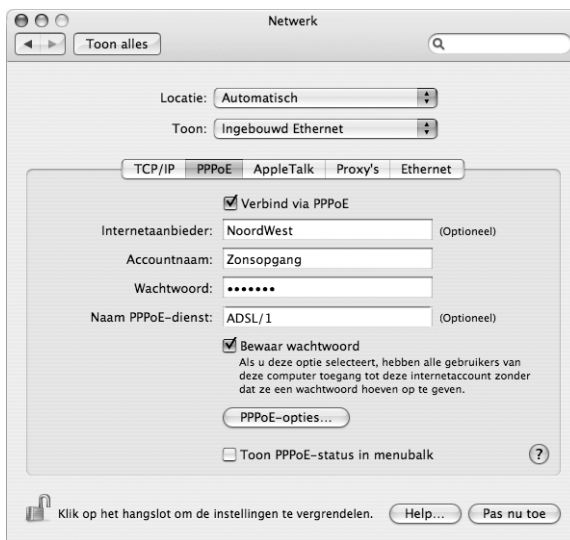 Netwerk
Toon alles
Locatie: Automatisch
Toon: Ingebouwd Ethernet
TCP/IP PPPoE AppleTalk Proxy's Ethernet
Verbind via PPPoE
Internetaanbieder: NoordWest (Optioneel)
Accountnaam: Zonsopgang
Wachtwoord: •••••••
Naam PPPoE-dienst: ADSL/1 (Optioneel)
Bewaar wachtwoord
Als u deze optie selecteert, hebben alle gebruikers van
deze computer toegang tot deze internetaccount zonder
dat ze een wachtwoord hoeven op te geven.
PPPoE-opties...
Toon PPPoE-status in menubalk ?
Klik op het hangslot om de instellingen te vergrendelen. Help... Pas nu toe